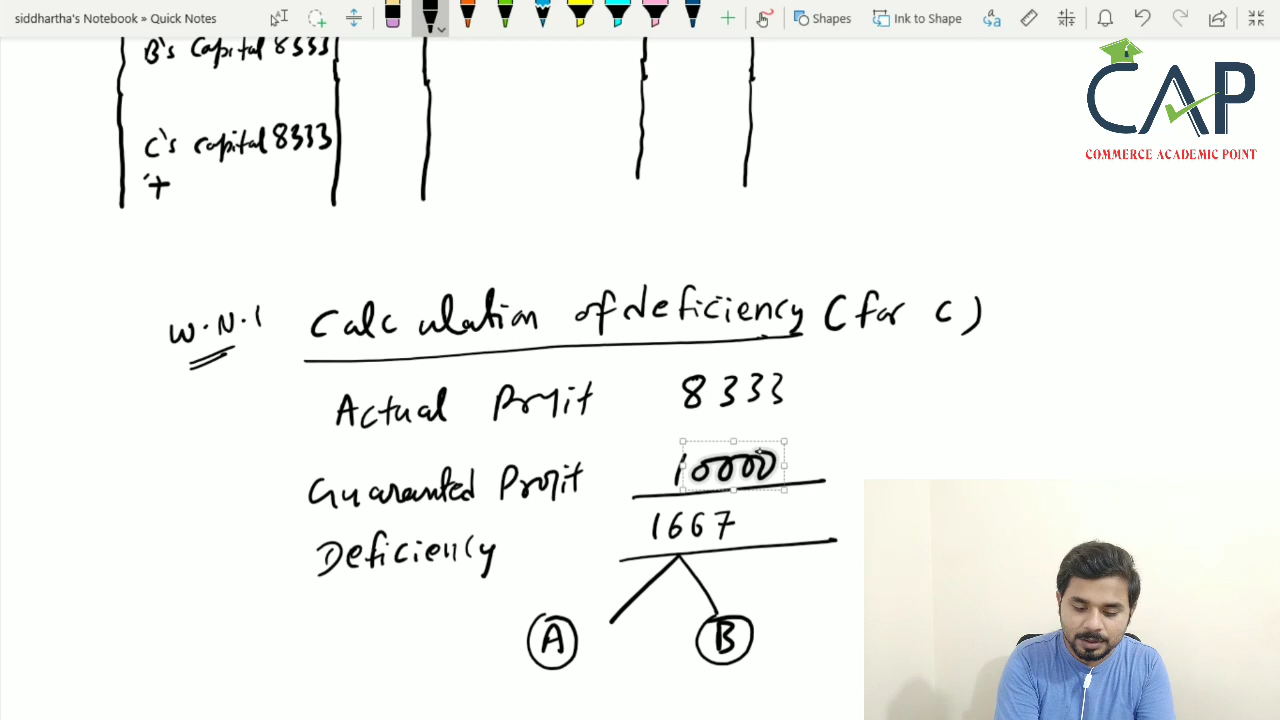 siddhartha's Notebook » Quick Notes
Shapes
Ink to Shape
B's Capital 8333
CAP
COMMERCE ACADEMIC POINT
C's capital 8333
+
W.N.1 Calculation of deficiency (for C)
Actual Profit 8333
Guaranted Profit 10000
Deficiency 1667
A B